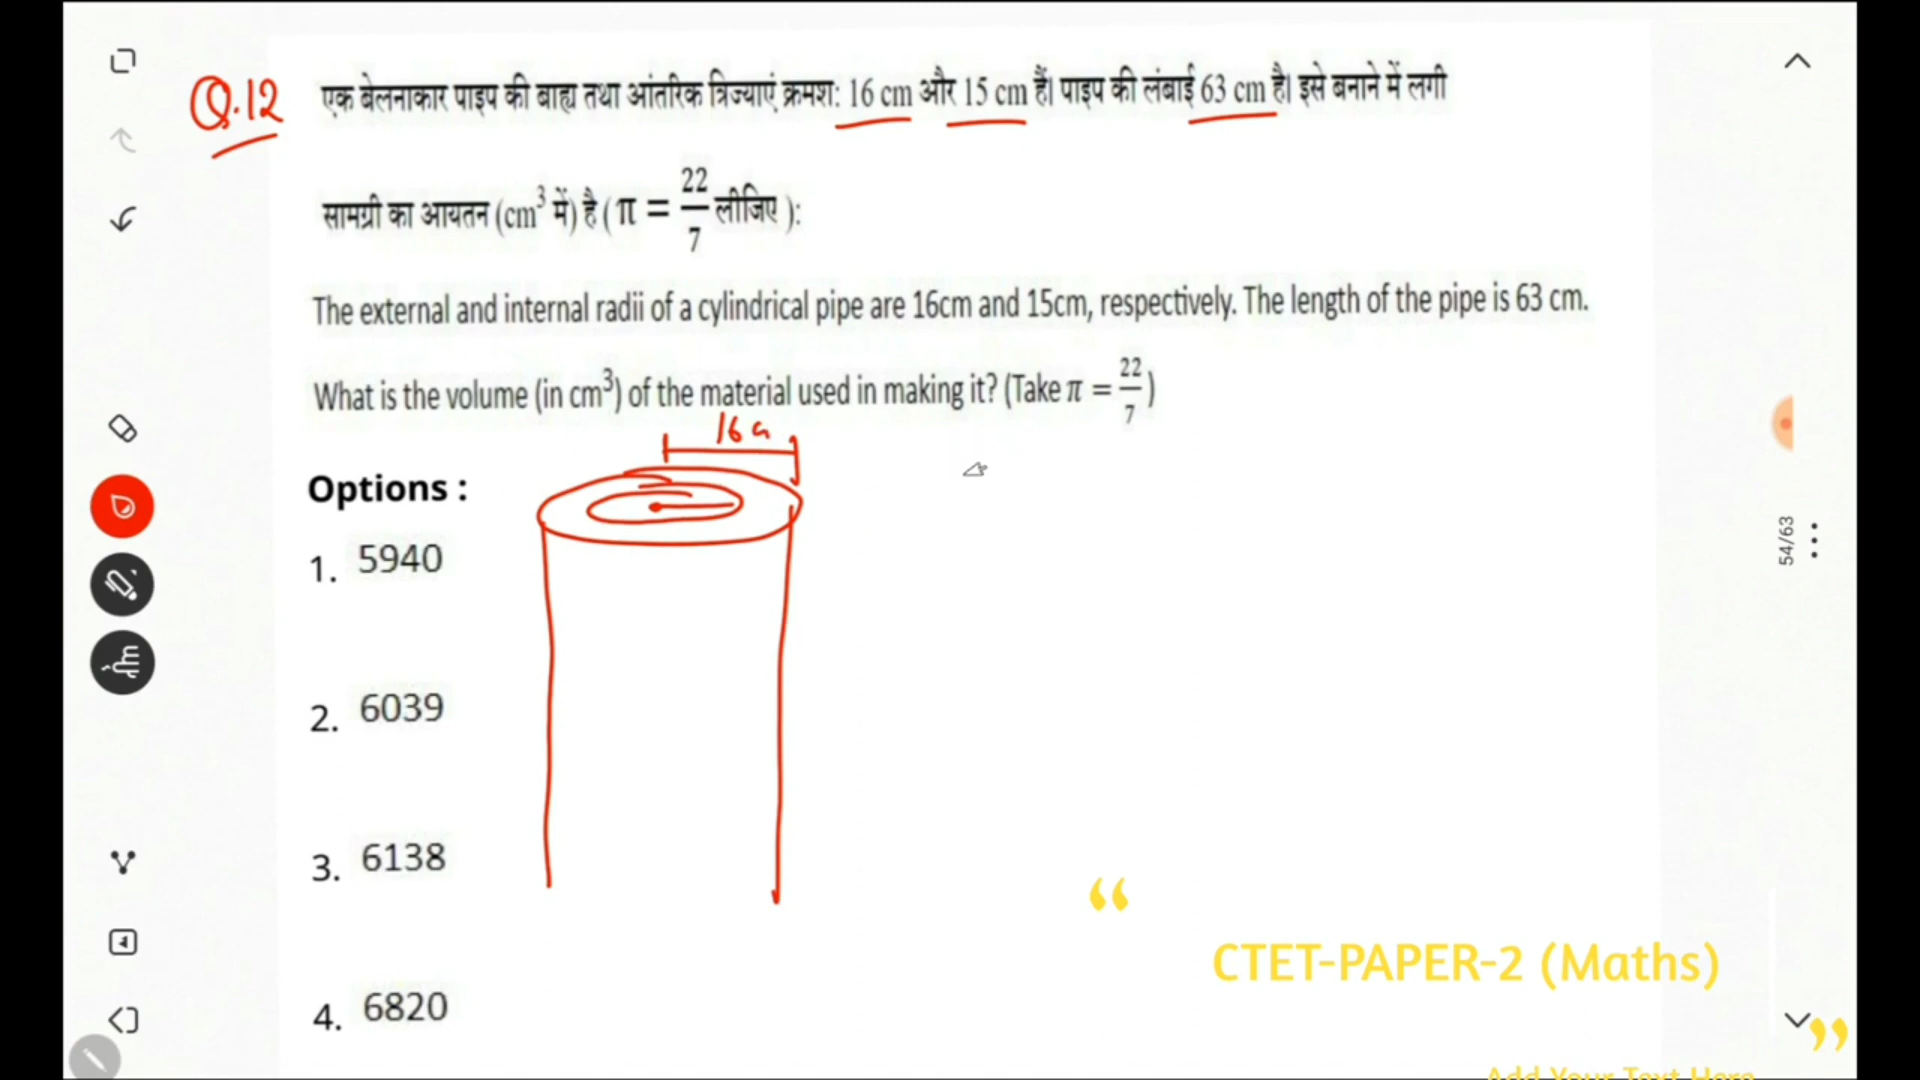 Q.12 एक बेलनाकार पाइप की बाह्य तथा आंतरिक त्रिज्याएं क्रमश: 16 cm और 15 cm हैं। पाइप की लंबाई 63 cm है। इसे बनाने में लगी
सामग्री का आयतन (cm³ में) है ( π = 22/7 लीजिए ):
The external and internal radii of a cylindrical pipe are 16cm and 15cm, respectively. The length of the pipe is 63 cm.
What is the volume (in cm³) of the material used in making it? (Take π = 22/7)
16
Options :
1. 5940
2. 6039
3. 6138
4. 6820
54/63
“
CTET-PAPER-2 (Maths)
”
Add Your Text Here